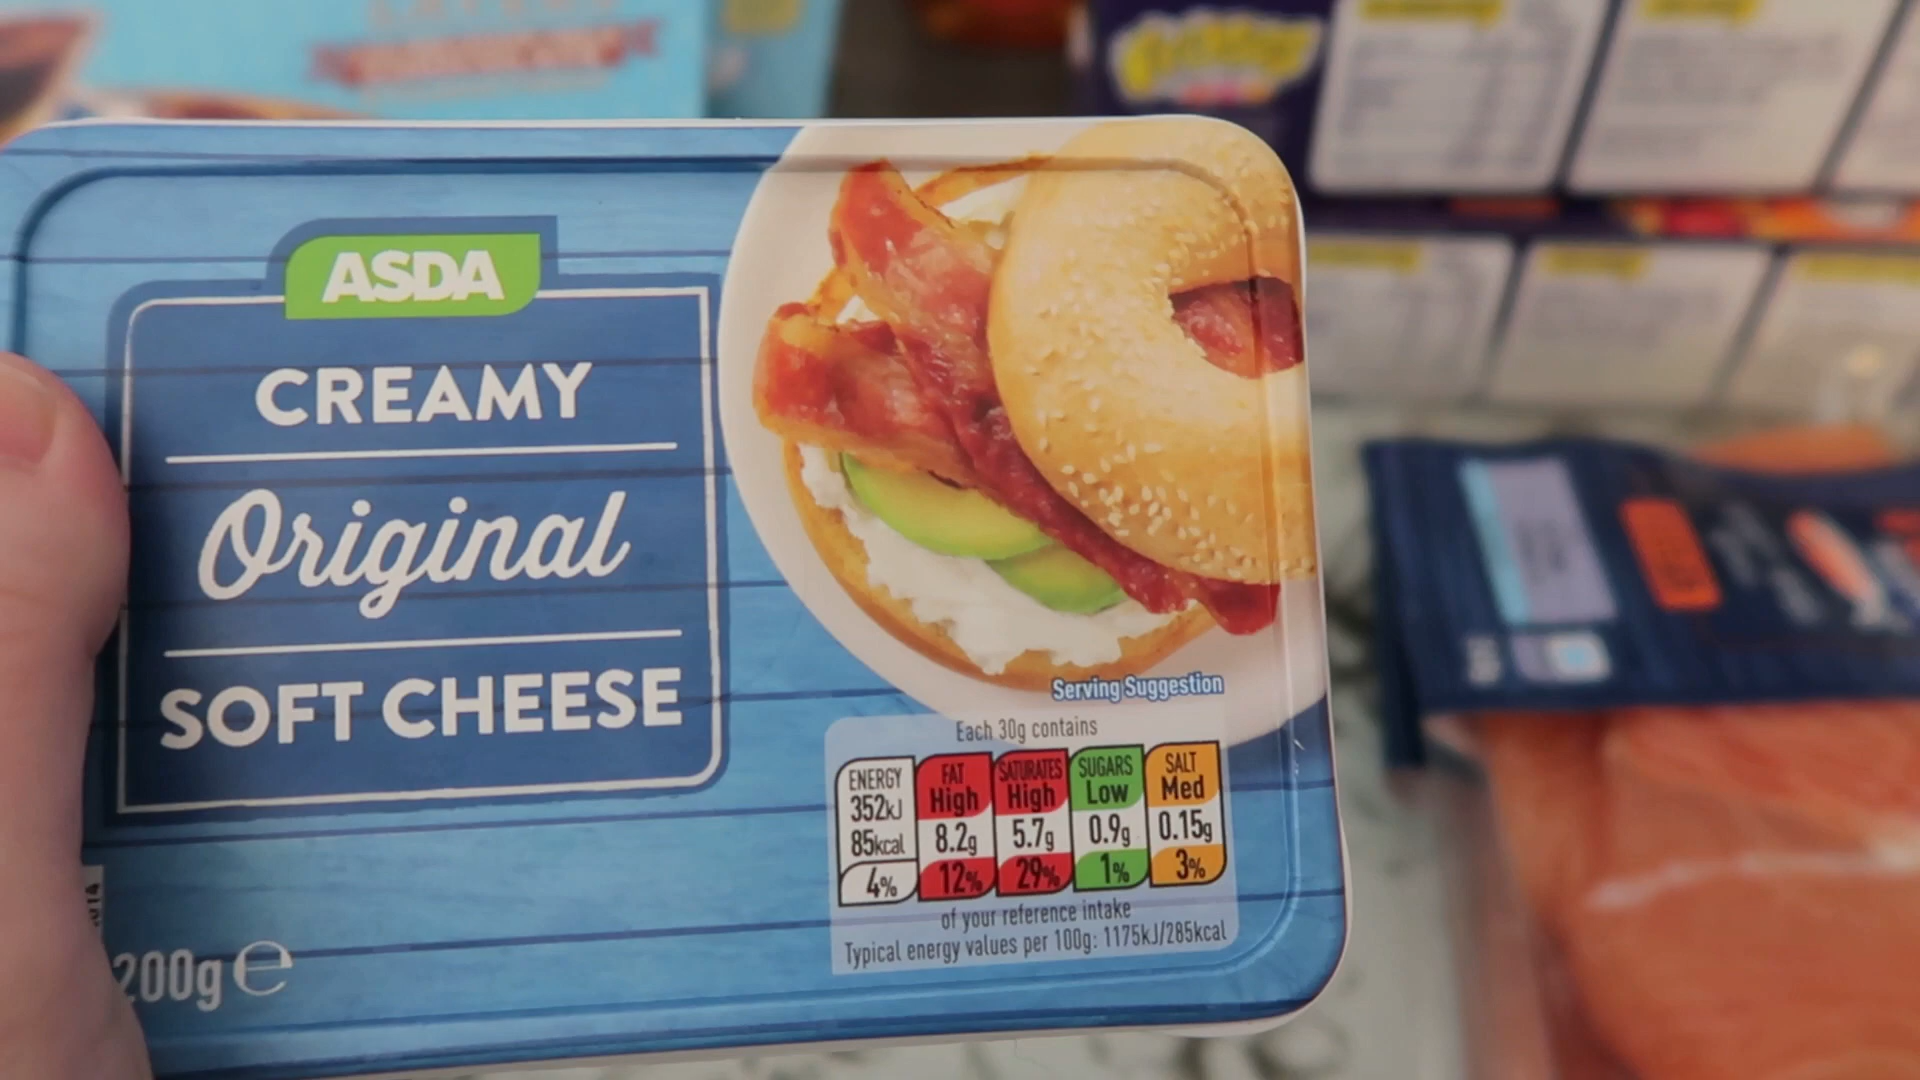 ASDA
CREAMY
Original
SOFT CHEESE
200g e
Serving Suggestion
Each 30g contains
ENERGY 352kJ 85kcal 4%
FAT High 8.2g 12%
SATURATES High 5.7g 29%
SUGARS Low 0.9g 1%
SALT Med 0.15g 3%
of your reference intake
Typical energy values per 100g: 1175kJ/285kcal